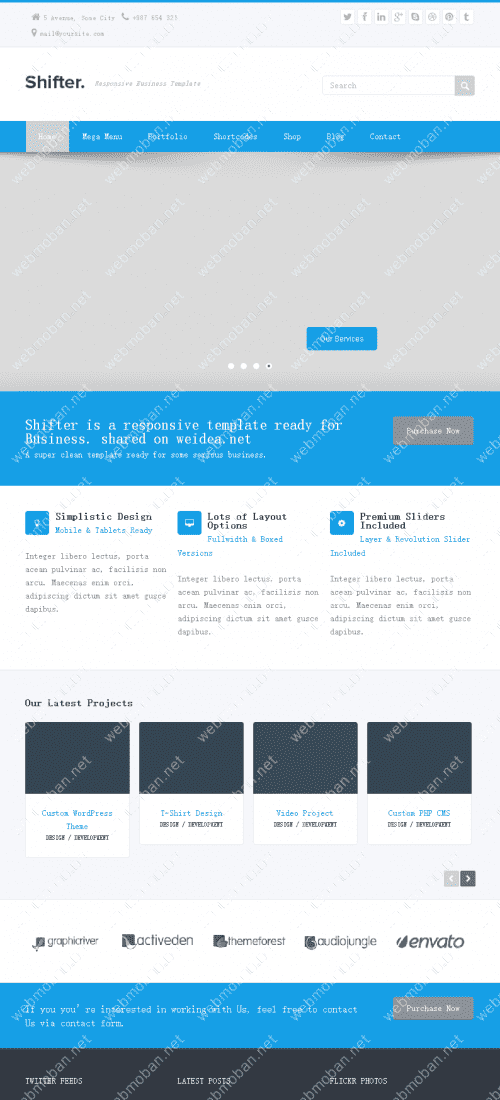 5 Avenue, Soas City +987 654 321
mail@yoursite.com
Shifter. Responsive Business Template
Search
Home Mega Menu Portfolio Shortcodes Shop Blog Contact
Our Services
Shifter is a responsive template ready for
Business. shared on weidea.net
A super clean template ready for some serious business.
Purchase Now
Simplistic Design
Mobile & Tablets Ready
Integer libero lectus, porta
acean pulvinar ac, facilisis non
arcu. Maecenas enim orci,
adipiscing dictum sit amet gusce
dapibus.
Lots of Layout
Options
Fullwidth & Boxed
Versions
Integer libero lectus, porta
acean pulvinar ac, facilisis non
arcu. Maecenas enim orci,
adipiscing dictum sit amet gusce
dapibus.
Premium Sliders
Included
Layer & Revolution Slider
Included
Integer libero lectus, porta
acean pulvinar ac, facilisis non
arcu. Maecenas enim orci,
adipiscing dictum sit amet gusce
dapibus.
Our Latest Projects
Custom WordPress
Theme
DESIGN / DEVELOPMENT
T-Shirt Design
DESIGN / DEVELOPMENT
Video Project
DESIGN / DEVELOPMENT
Custom PHP CMS
DESIGN / DEVELOPMENT
graphicriver activeden themeforest audiojungle envato
If you you're interested in working with Us, feel free to contact
Us via contact form.
Purchase Now
TWITTER FEEDS LATEST POSTS FLICKR PHOTOS
webmoban.net